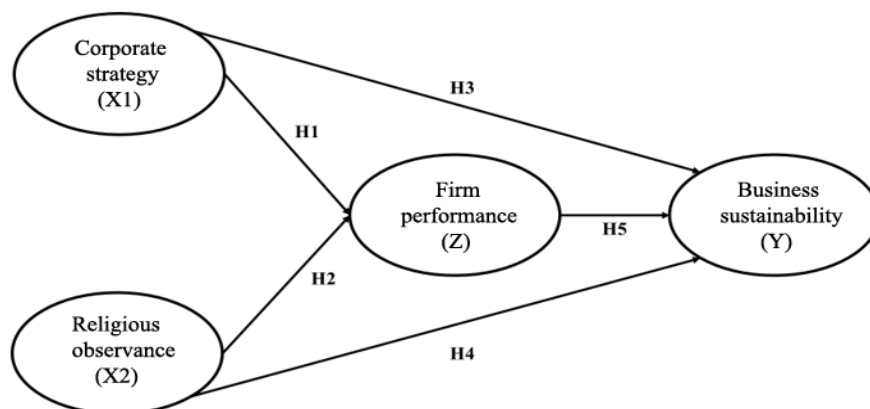 Corporate
strategy
(X1)
H3
H1
Firm
performance
(Z)
Business
sustainability
(Y)
H5
H2
Religious
observance
(X2)
H4